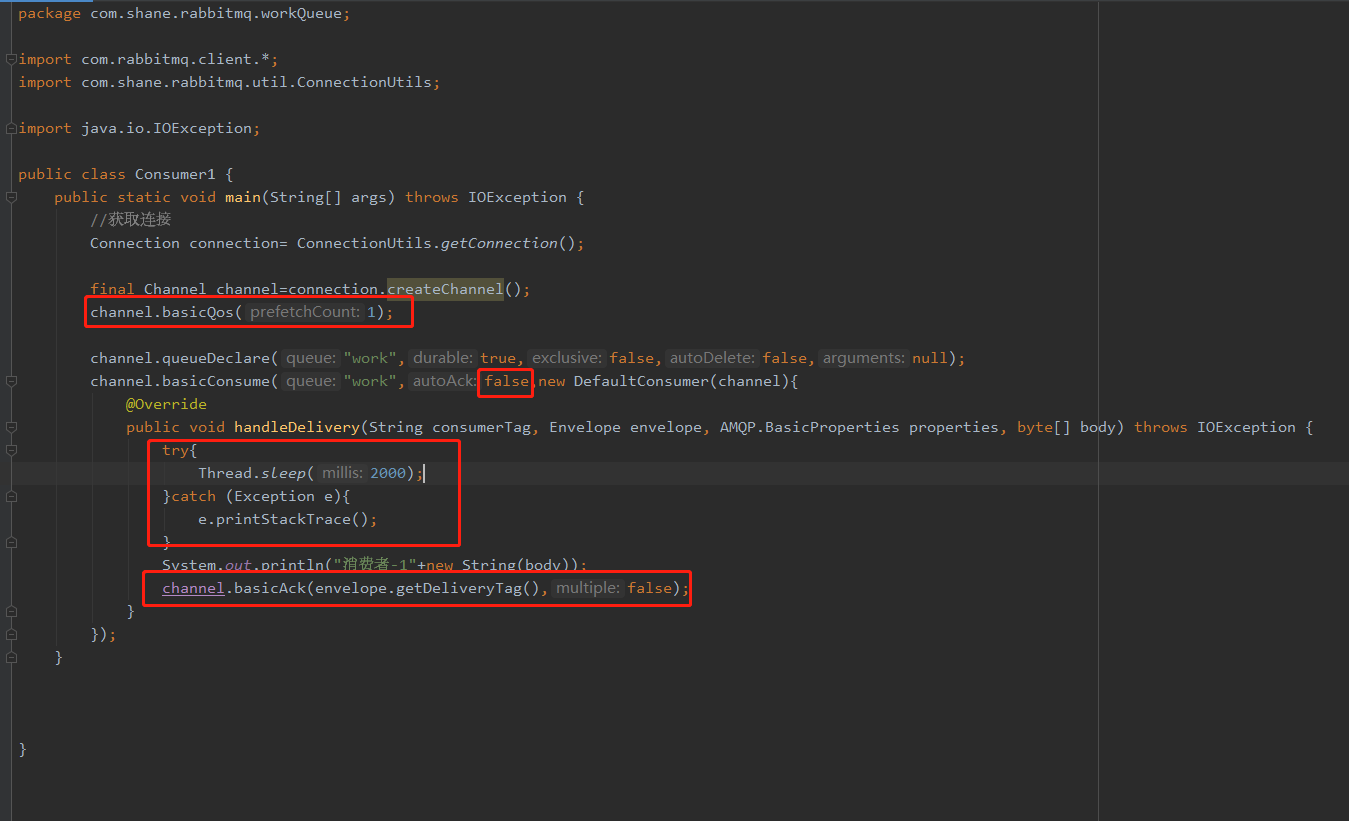 package com.shane.rabbitmq.workQueue;
import com.rabbitmq.client.*;
import com.shane.rabbitmq.util.ConnectionUtils;
import java.io.IOException;
public class Consumer1 {
public static void main(String[] args) throws IOException {
//获取连接
Connection connection= ConnectionUtils.getConnection();
final Channel channel=connection.createChannel();
channel.basicQos( prefetchCount: 1);
channel.queueDeclare( queue: "work", durable: true, exclusive: false, autoDelete: false, arguments: null);
channel.basicConsume( queue: "work", autoAck: false,new DefaultConsumer(channel){
@Override
public void handleDelivery(String consumerTag, Envelope envelope, AMQP.BasicProperties properties, byte[] body) throws IOException {
try{
Thread.sleep( millis: 2000);
}catch (Exception e){
e.printStackTrace();
}
System.out.println("消费者-1"+new String(body));
channel.basicAck(envelope.getDeliveryTag(), multiple: false);
}
});
}
}